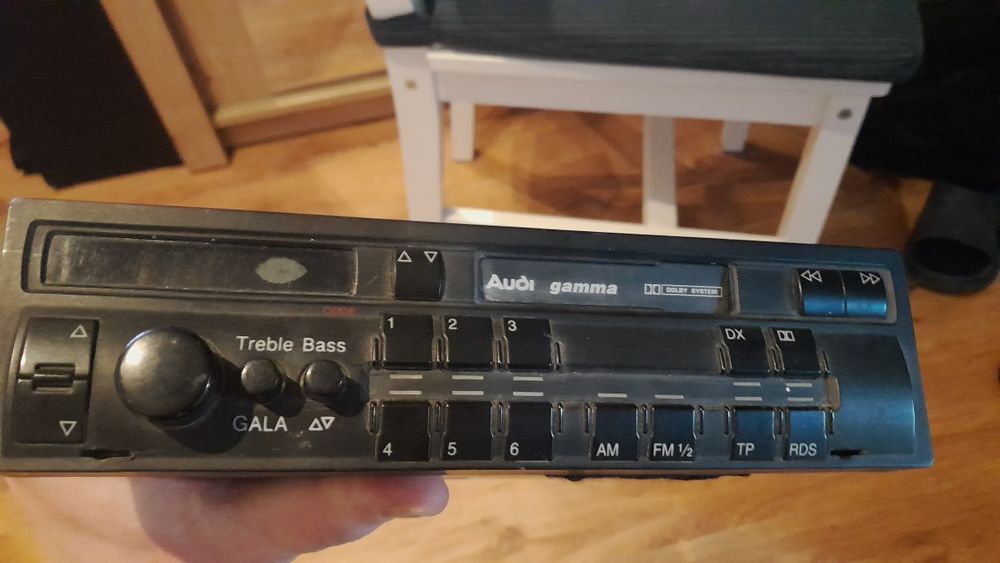 Audi gamma DOLBY SYSTEM
CODE
1 2 3 DX
Treble Bass
GALA
4 5 6 AM FM 1/2 TP RDS